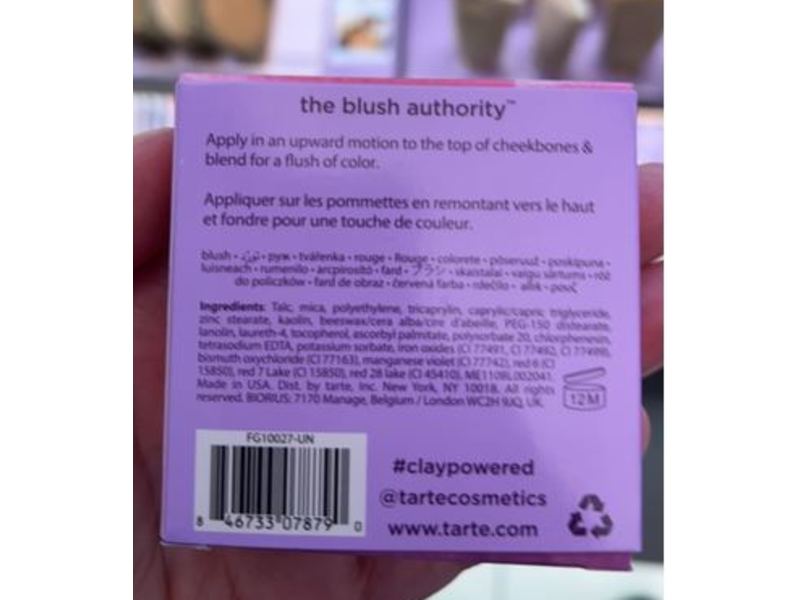 the blush authority™
Apply in an upward motion to the top of cheekbones &
blend for a flush of color.
Appliquer sur les pommettes en remontant vers le haut
et fondre pour une touche de couleur.
blush • руж • tvářenka • rouge • Rouge • colorete • põsepuna •
luisneach • rumenilo • arcpirosító • fard • ブラシ • skaistalai • vaigu sārtums • róż
do policzków • fard de obraz • červená farba • rdečilo • allık • pouč
Ingredients: Talc, mica, polyethylene, tricaprylin, caprylic/capric triglyceride,
zinc stearate, kaolin, beeswax/cera alba/cire d'abeille, PEG-150 distearate,
lanolin, laureth-4, tocopherol, ascorbyl palmitate, polysorbate 20, chlorphenesin,
tetrasodium EDTA, potassium sorbate, iron oxides (CI 77491, CI 77492, CI 77499),
bismuth oxychloride (CI 77163), manganese violet (CI 77742), red 6 (CI
15850), red 7 Lake (CI 15850), red 28 lake (CI 45410). ME110BL002041.
Made in USA. Dist. by tarte, inc. New York, NY 10018. All rights
reserved. BIORIUS: 7170 Manage, Belgium / London WC2H 9JQ, UK.
12M
FG10027-UN
8 46733 07879 0
#claypowered
@tartecosmetics
www.tarte.com